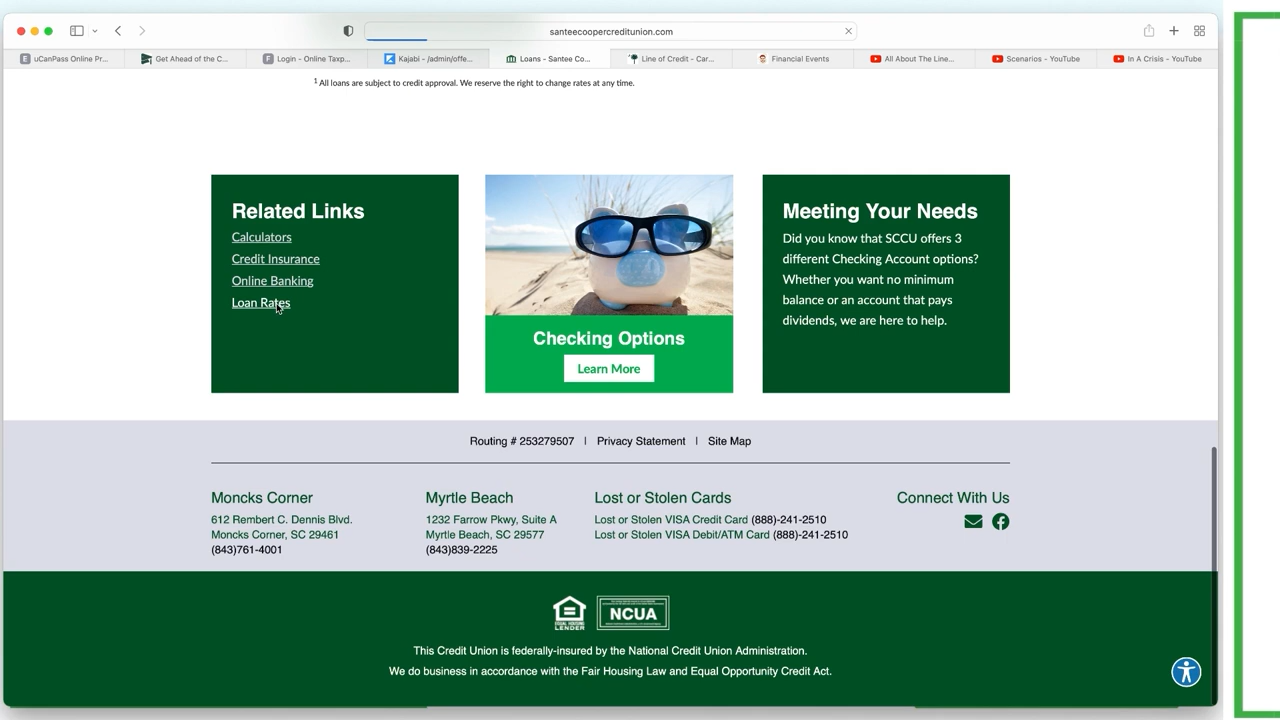 santeecoopercreditunion.com
uCanPass Online Pr...
Get Ahead of the C...
Login - Online Taxp...
Kajabi - /admin/offe...
Loans - Santee Co...
Line of Credit - Car...
Financial Events
All About The Line...
Scenarios - YouTube
In A Crisis - YouTube
1 All loans are subject to credit approval. We reserve the right to change rates at any time.
Related Links
Calculators
Credit Insurance
Online Banking
Loan Rates
Checking Options
Learn More
Meeting Your Needs
Did you know that SCCU offers 3
different Checking Account options?
Whether you want no minimum
balance or an account that pays
dividends, we are here to help.
Routing # 253279507 | Privacy Statement | Site Map
Moncks Corner
612 Rembert C. Dennis Blvd.
Moncks Corner, SC 29461
(843)761-4001
Myrtle Beach
1232 Farrow Pkwy, Suite A
Myrtle Beach, SC 29577
(843)839-2225
Lost or Stolen Cards
Lost or Stolen VISA Credit Card (888)-241-2510
Lost or Stolen VISA Debit/ATM Card (888)-241-2510
Connect With Us
EQUAL HOUSING
LENDER
NCUA
This Credit Union is federally-insured by the National Credit Union Administration.
We do business in accordance with the Fair Housing Law and Equal Opportunity Credit Act.